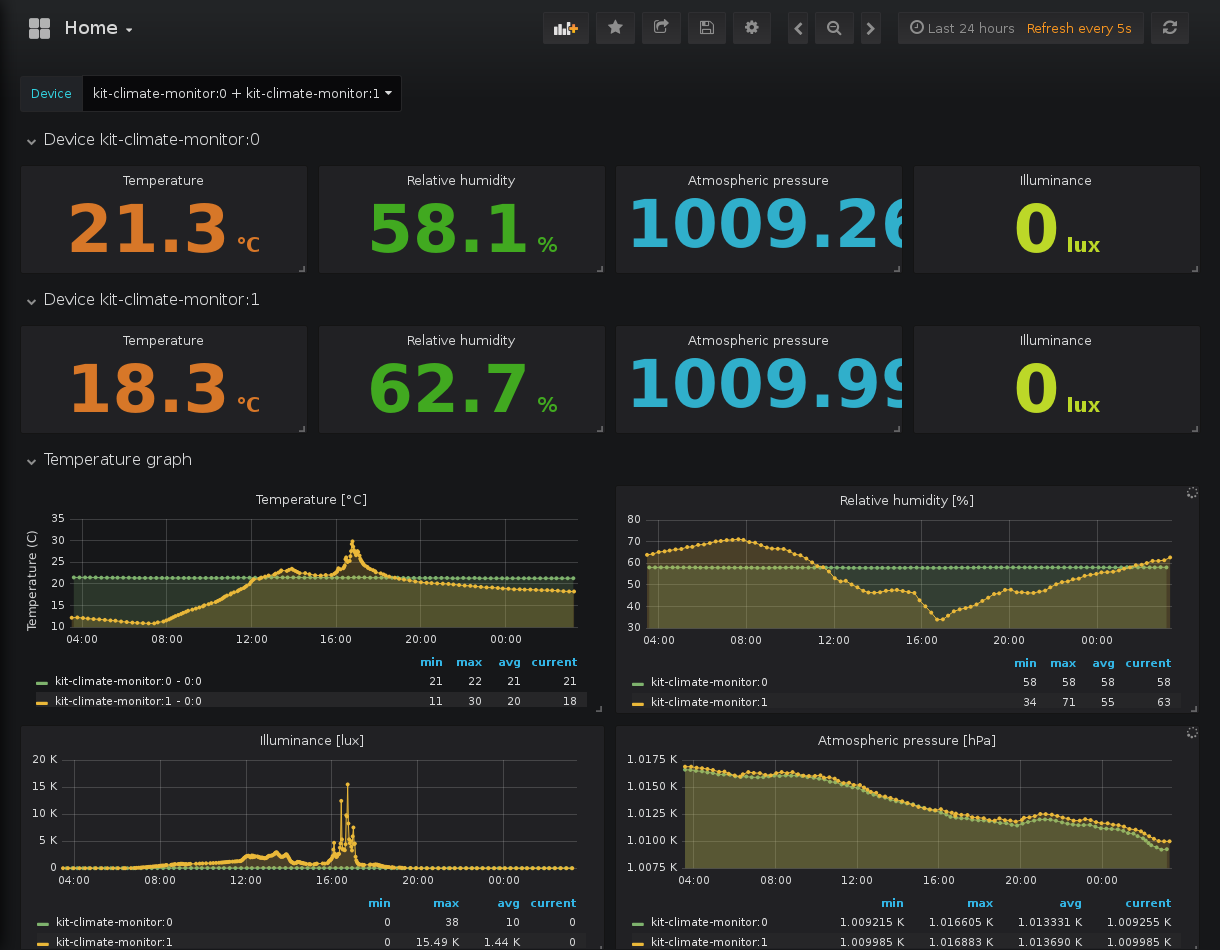 Home
Last 24 hours Refresh every 5s
Device kit-climate-monitor:0 + kit-climate-monitor:1
Device kit-climate-monitor:0
Temperature Relative humidity Atmospheric pressure Illuminance
21.3 °C 58.1 % 1009.26 0 lux
Device kit-climate-monitor:1
Temperature Relative humidity Atmospheric pressure Illuminance
18.3 °C 62.7 % 1009.99 0 lux
Temperature graph
Temperature [°C]
Temperature (C)
35
30
25
20
15
10
04:00 08:00 12:00 16:00 20:00 00:00
min max avg current
kit-climate-monitor:0 - 0:0 21 22 21 21
kit-climate-monitor:1 - 0:0 11 30 20 18
Relative humidity [%]
80
70
60
50
40
30
04:00 08:00 12:00 16:00 20:00 00:00
min max avg current
kit-climate-monitor:0 58 58 58 58
kit-climate-monitor:1 34 71 55 63
Illuminance [lux]
20 K
15 K
10 K
5 K
0
04:00 08:00 12:00 16:00 20:00 00:00
min max avg current
kit-climate-monitor:0 0 38 10 0
kit-climate-monitor:1 0 15.49 K 1.44 K 0
Atmospheric pressure [hPa]
1.0175 K
1.0150 K
1.0125 K
1.0100 K
1.0075 K
04:00 08:00 12:00 16:00 20:00 00:00
min max avg current
kit-climate-monitor:0 1.009215 K 1.016605 K 1.013331 K 1.009255 K
kit-climate-monitor:1 1.009985 K 1.016883 K 1.013690 K 1.009985 K